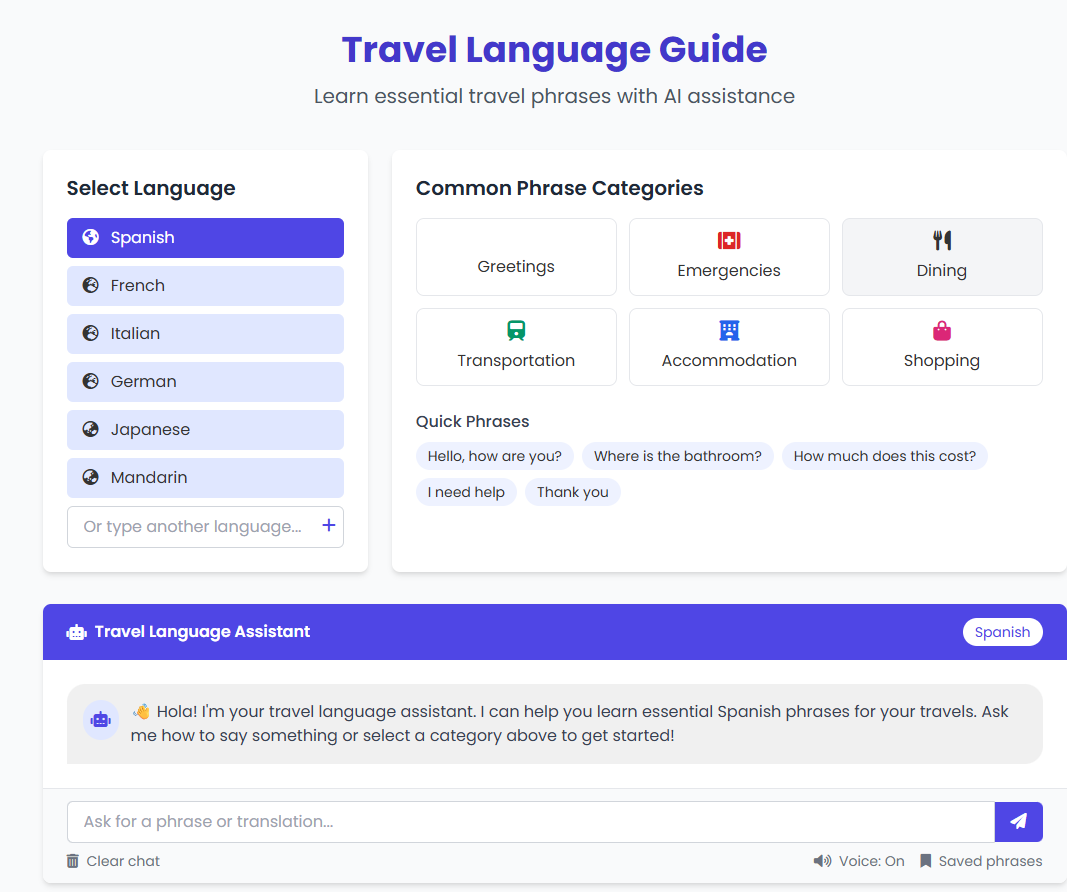 Travel Language Guide
Learn essential travel phrases with AI assistance
Select Language
Spanish
French
Italian
German
Japanese
Mandarin
Or type another language...
Common Phrase Categories
Greetings
Emergencies
Dining
Transportation
Accommodation
Shopping
Quick Phrases
Hello, how are you?
Where is the bathroom?
How much does this cost?
I need help
Thank you
Travel Language Assistant
Spanish
👋 Hola! I'm your travel language assistant. I can help you learn essential Spanish phrases for your travels. Ask
me how to say something or select a category above to get started!
Ask for a phrase or translation...
Clear chat
Voice: On
Saved phrases